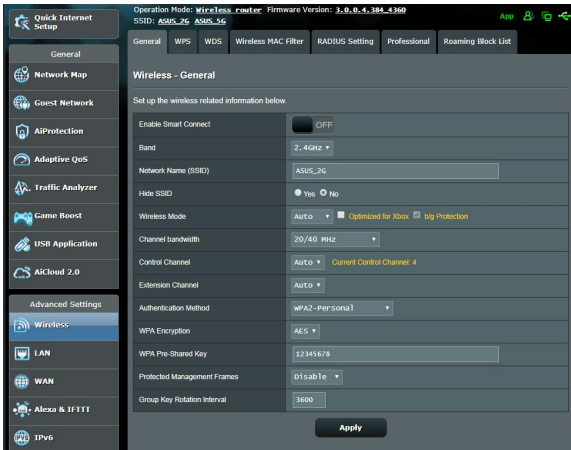 Quick Internet
Setup
Operation Mode: Wireless router Firmware Version: 3.0.0.4.384_4360
SSID: ASUS_2G ASUS_5G
App
General
WPS
WDS
Wireless MAC Filter
RADIUS Setting
Professional
Roaming Block List
General
Network Map
Guest Network
AiProtection
Adaptive QoS
Traffic Analyzer
Game Boost
USB Application
AiCloud 2.0
Advanced Settings
Wireless
LAN
WAN
Alexa & IFTTT
IPv6
Wireless - General
Set up the wireless related information below.
Enable Smart Connect OFF
Band 2.4GHz
Network Name (SSID) ASUS_2G
Hide SSID Yes No
Wireless Mode Auto Optimized for Xbox b/g Protection
Channel bandwidth 20/40 MHz
Control Channel Auto Current Control Channel: 4
Extension Channel Auto
Authentication Method WPA2-Personal
WPA Encryption AES
WPA Pre-Shared Key 12345678
Protected Management Frames Disable
Group Key Rotation Interval 3600
Apply